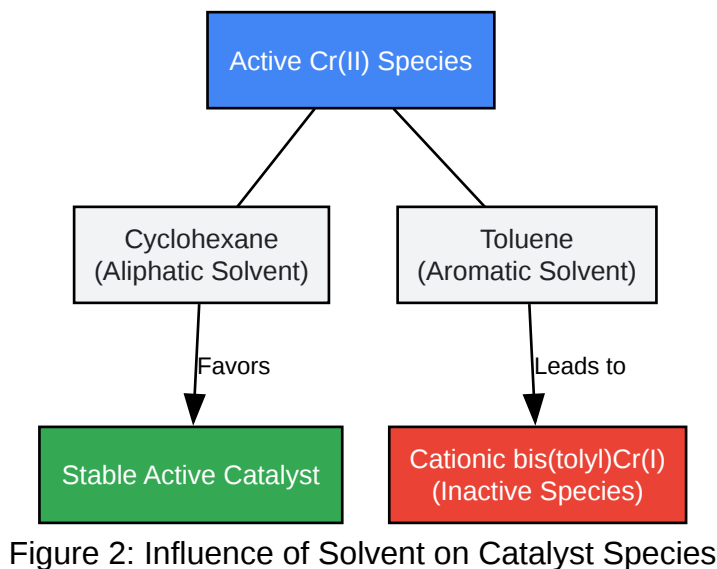 Active Cr(II) Species
Cyclohexane
(Aliphatic Solvent)
Toluene
(Aromatic Solvent)
Favors
Leads to
Stable Active Catalyst
Cationic bis(tolyl)Cr(I)
(Inactive Species)
Figure 2: Influence of Solvent on Catalyst Species